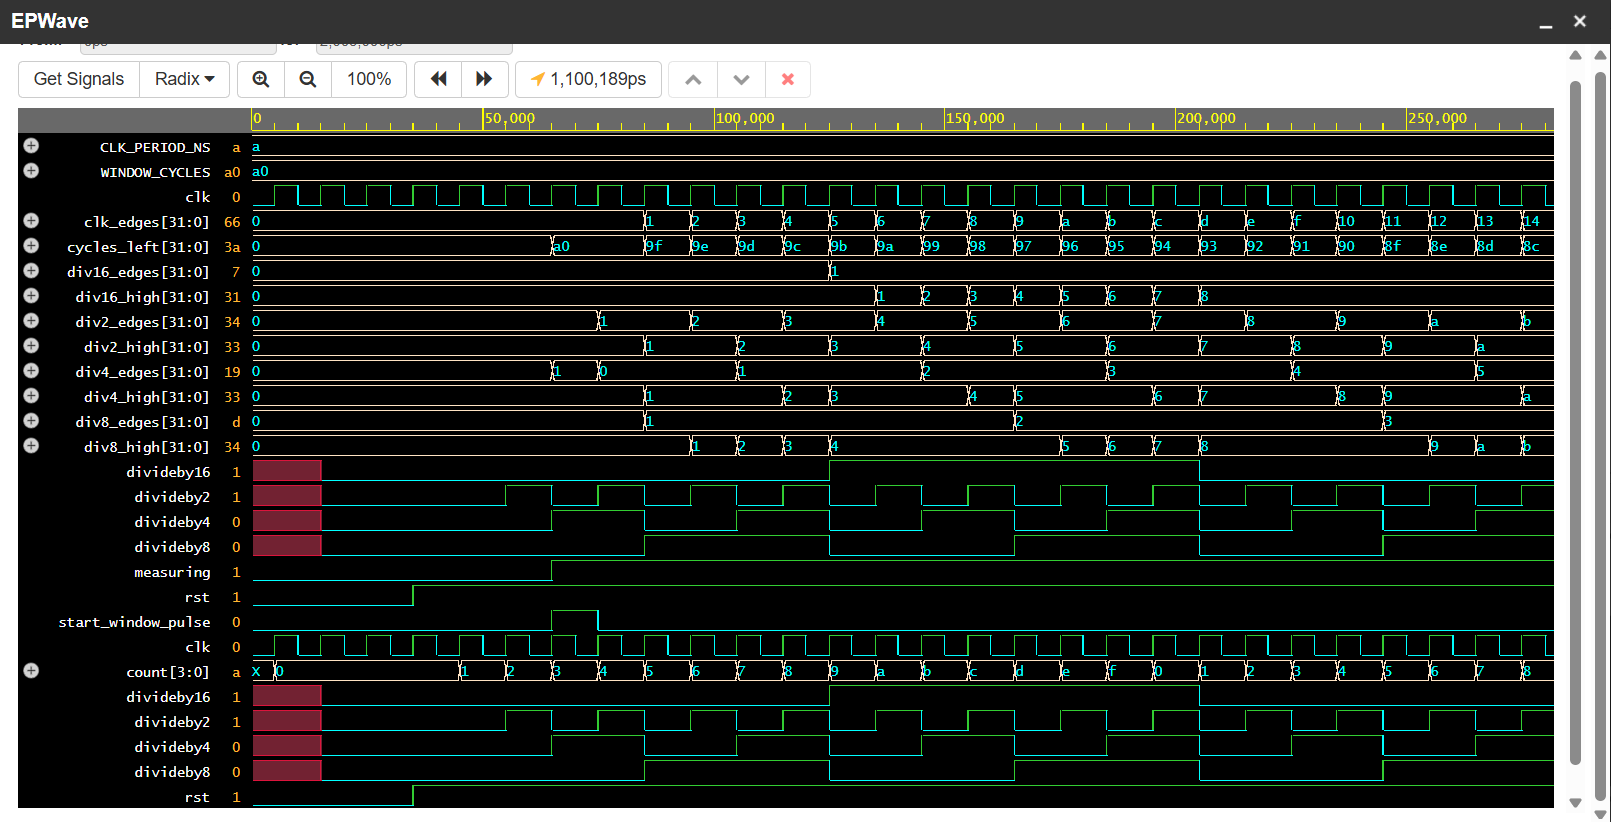 EPWave
Get Signals Radix 100% 1,100,189ps
0 50,000 100,000 150,000 200,000 250,000
CLK_PERIOD_NS a a
WINDOW_CYCLES a0 a0
clk 0
clk_edges[31:0] 66 0 1 2 3 4 5 6 7 8 9 a b c d e f 10 11 12 13 14
cycles_left[31:0] 3a 0 a0 9f 9e 9d 9c 9b 9a 99 98 97 96 95 94 93 92 91 90 8f 8e 8d 8c
div16_edges[31:0] 7 0 1
div16_high[31:0] 31 0 1 2 3 4 5 6 7 8
div2_edges[31:0] 34 0 1 2 3 4 5 6 7 8 9 a b
div2_high[31:0] 33 0 1 2 3 4 5 6 7 8 9 a
div4_edges[31:0] 19 0 1 0 1 2 3 4 5
div4_high[31:0] 33 0 1 2 3 4 5 6 7 8 9 a
div8_edges[31:0] d 0 1 2 3
div8_high[31:0] 34 0 1 2 3 4 5 6 7 8 9 a b
divideby16 1
divideby2 1
divideby4 0
divideby8 0
measuring 1
rst 1
start_window_pulse 0
clk 0
count[3:0] a X 0 1 2 3 4 5 6 7 8 9 a b c d e f 0 1 2 3 4 5 6 7 8
divideby16 1
divideby2 1
divideby4 0
divideby8 0
rst 1